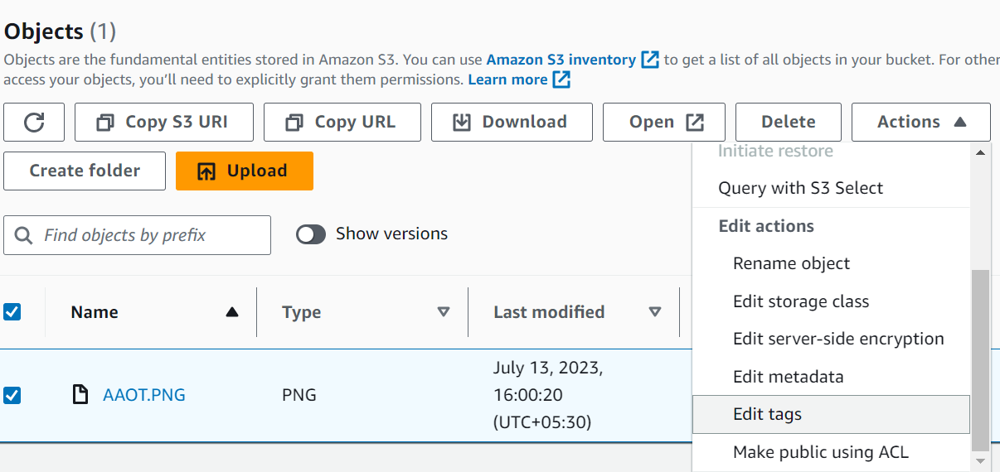 Objects (1)
Objects are the fundamental entities stored in Amazon S3. You can use Amazon S3 inventory to get a list of all objects in your bucket. For other
access your objects, you’ll need to explicitly grant them permissions. Learn more
Copy S3 URI
Copy URL
Download
Open
Delete
Actions
Create folder
Upload
Initiate restore
Query with S3 Select
Edit actions
Rename object
Edit storage class
Edit server-side encryption
Edit metadata
Edit tags
Make public using ACL
Find objects by prefix
Show versions
Name
Type
Last modified
AAOT.PNG
PNG
July 13, 2023,
16:00:20
(UTC+05:30)